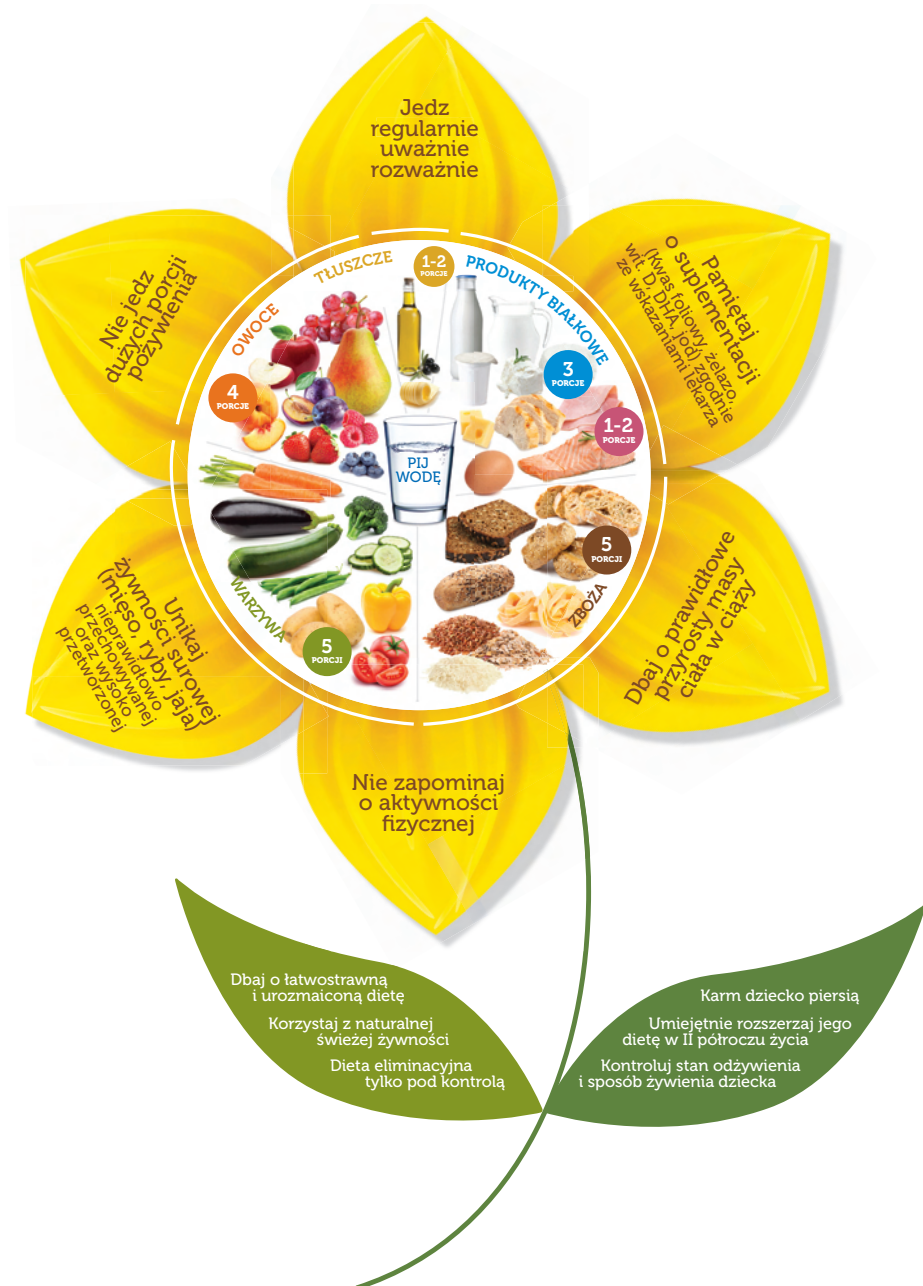 Jedz
regularnie
uważnie
rozważnie
Pamiętaj
o suplementacji
(Kwas foliowy, żelazo,
wit. D, DHA, jod) zgodnie
ze wskazaniami lekarza
Dbaj o prawidłowe
przyrosty masy
ciała w ciązy
Nie zapominaj
o aktywności
fizycznej
Unikaj
żywności surowej
(mięso, ryby, jaja)
nieprawidłowo
przechowywanej
oraz wysoko
przetworzonej
Nie jedz
dużych porcji
pożywienia
TŁUSZCZE
1-2
PORCJE
PRODUKTY BIAŁKOWE
3
PORCJE
1-2
PORCJE
OWOCE
4
PORCJE
PIJ
WODĘ
5
PORCJI
ZBOŻA
WARZYWA
5
PORCJI
Dbaj o łatwostrawną
i urozmaiconą dietę
Korzystaj z naturalnej
świeżej żywności
Dieta eliminacyjna
tylko pod kontrolą
Karm dziecko piersią
Umiejętnie rozszerzaj jego
dietę w II półroczu życia
Kontroluj stan odżywienia
i sposób żywienia dziecka